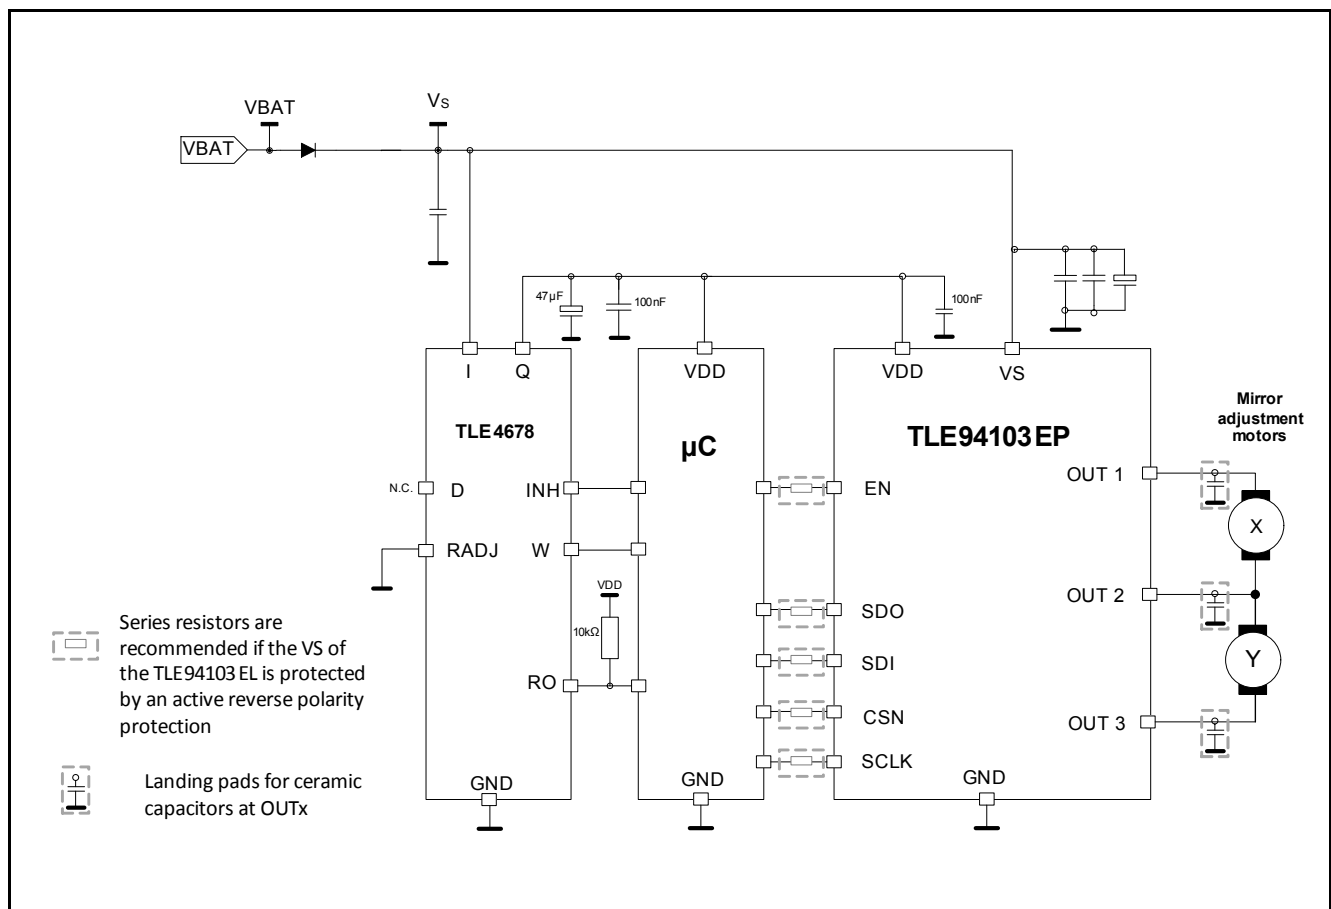 VBAT
Vs
VBAT
47µF
100nF
100nF
I
Q
VDD
VDD
VS
Mirror
adjustment
motors
TLE4678
µC
TLE94103EP
OUT 1
N.C.
D
INH
EN
X
RADJ
W
VDD
OUT 2
10kΩ
SDO
Series resistors are
recommended if the VS of
the TLE94103EL is protected
by an active reverse polarity
protection
Y
SDI
RO
CSN
OUT 3
SCLK
Landing pads for ceramic
capacitors at OUTx
GND
GND
GND